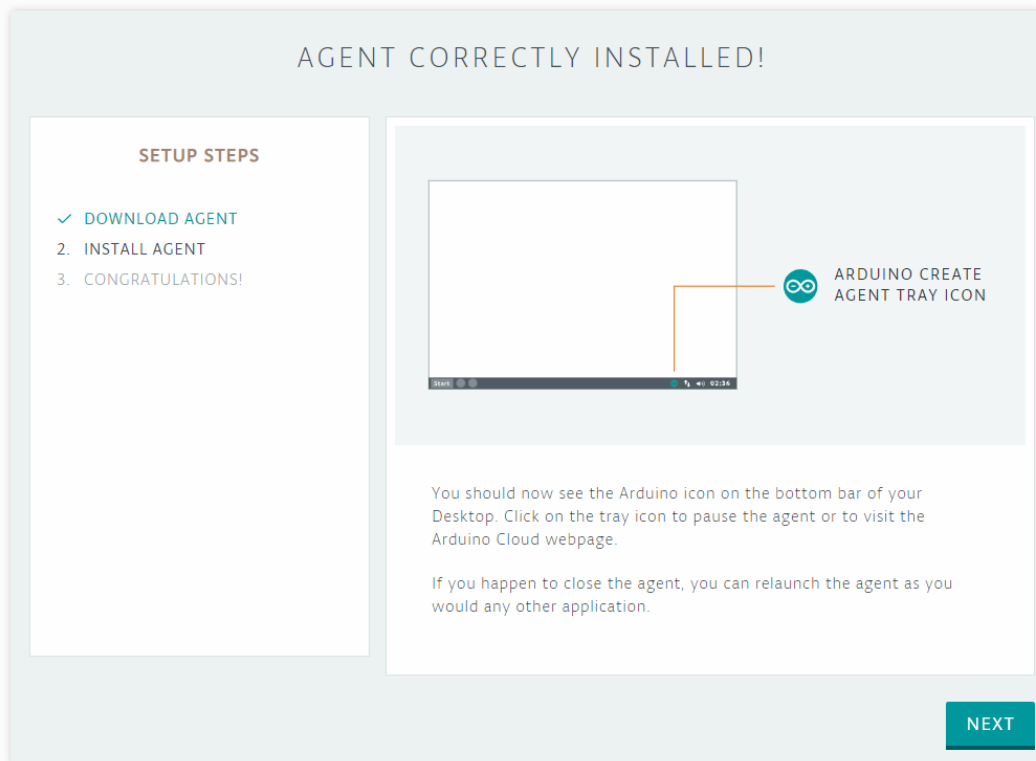 AGENT CORRECTLY INSTALLED!
SETUP STEPS
DOWNLOAD AGENT
2. INSTALL AGENT
3. CONGRATULATIONS!
ARDUINO CREATE
AGENT TRAY ICON
Start
02:36
You should now see the Arduino icon on the bottom bar of your
Desktop. Click on the tray icon to pause the agent or to visit the
Arduino Cloud webpage.
If you happen to close the agent, you can relaunch the agent as you
would any other application.
NEXT